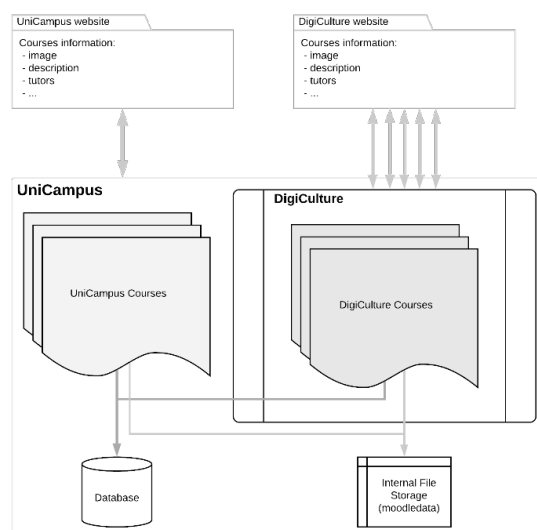 UniCampus website
Courses information:
- image
- description
- tutors
- ...
DigiCulture website
Courses information:
- image
- description
- tutors
- ...
UniCampus
DigiCulture
UniCampus Courses
DigiCulture Courses
Database
Internal File
Storage
(moodledata)